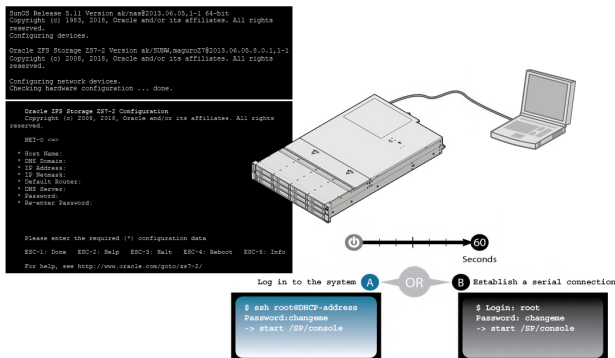 SunOS Release 5.11 Version ak/nas@2013.06.05,1-1 64-bit
Copyright (c) 1983, 2018, Oracle and/or its affiliates. All rights
reserved.
Configuring devices.
Oracle ZFS Storage ZS7-2 Version ak/SUNW,maguroZ7@2013.06.05.8.0.1,1-1
Copyright (c) 2008, 2018, Oracle and/or its affiliates. All rights
reserved.
Configuring network devices.
Checking hardware configuration ... done.
Oracle ZFS Storage ZS7-2 Configuration
Copyright (c) 2008, 2018, Oracle and/or its affiliates. All rights
reserved.
NET-0 <=>
* Host Name:
* DNS Domain:
* IP Address:
* IP Netmask:
* Default Router:
* DNS Server:
* Password:
* Re-enter Password:
Please enter the required (*) configuration data
ESC-1: Done ESC-2: Help ESC-3: Halt ESC-4: Reboot ESC-5: Info
For help, see http://www.oracle.com/goto/zs7-2/
60
Seconds
Log in to the system A OR B Establish a serial connection
$ ssh root@DHCP-address
Password:changeme
-> start /SP/console
$ Login: root
Password: changeme
-> start /SP/console